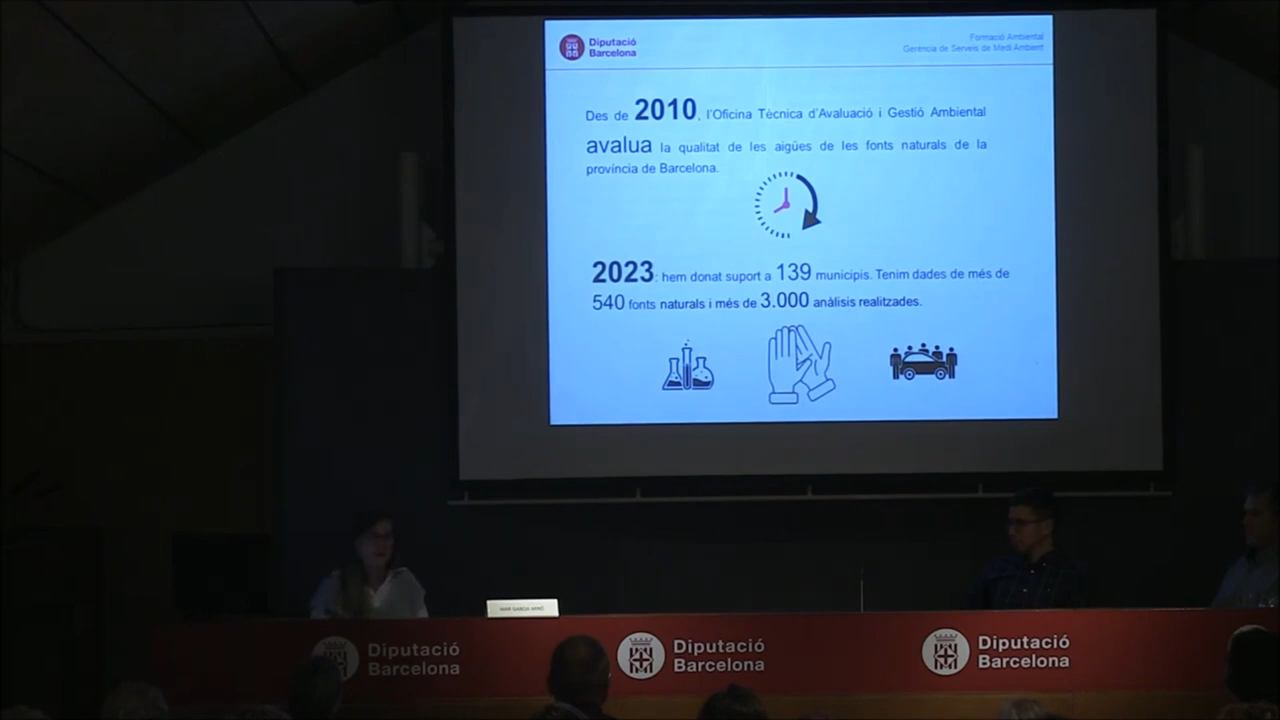 Diputació
Barcelona
Formació Ambiental
Gerència de Serveis de Medi Ambient
Des de 2010, l'Oficina Tècnica d'Avaluació i Gestió Ambiental
avalua la qualitat de les aigües de les fonts naturals de la
província de Barcelona.
2023: hem donat suport a 139 municipis. Tenim dades de més de
540 fonts naturals i més de 3.000 anàlisis realitzades.
MAR GARCIA MIRÓ
Diputació
Barcelona
Diputació
Barcelona
Diputació
Barcelona